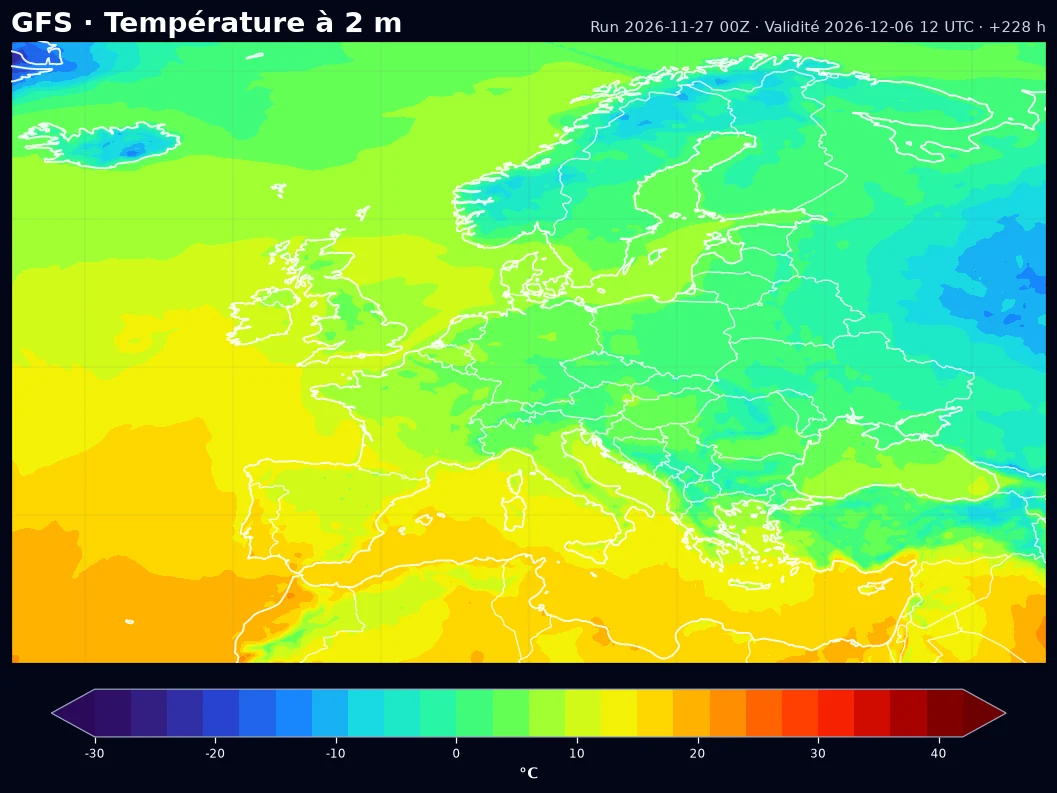 GFS · Température à 2 m
Run 2026-11-27 00Z · Validité 2026-12-06 12 UTC · +228 h
-30 -20 -10 0 10 20 30 40
°C